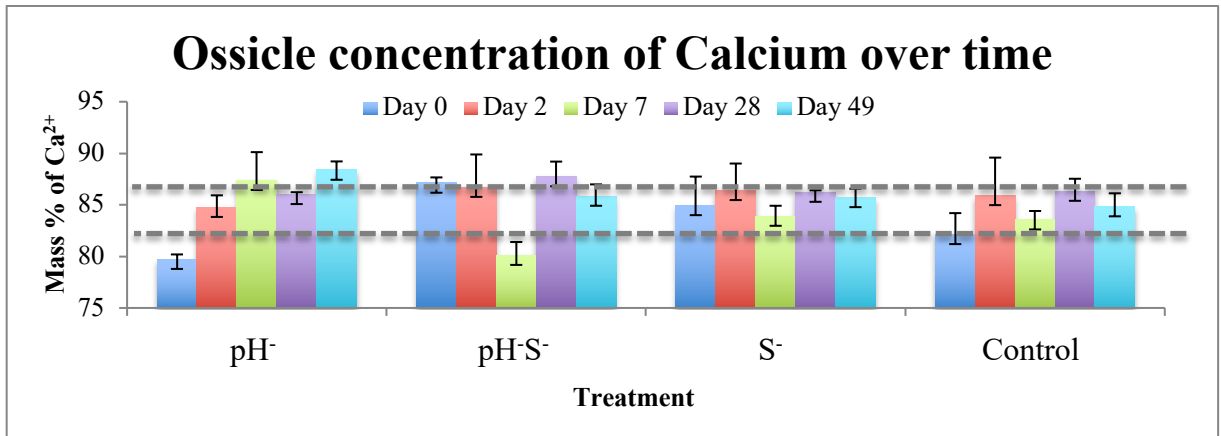 Ossicle concentration of Calcium over time
Day 0 Day 2 Day 7 Day 28 Day 49
Mass % of Ca²⁺
95
90
85
80
75
pH⁻ pH⁻S⁻ S⁻ Control
Treatment